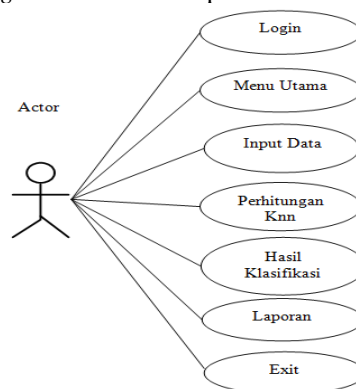 Login
Menu Utama
Actor
Input Data
Perhitungan
Knn
Hasil
Klasifikasi
Laporan
Exit